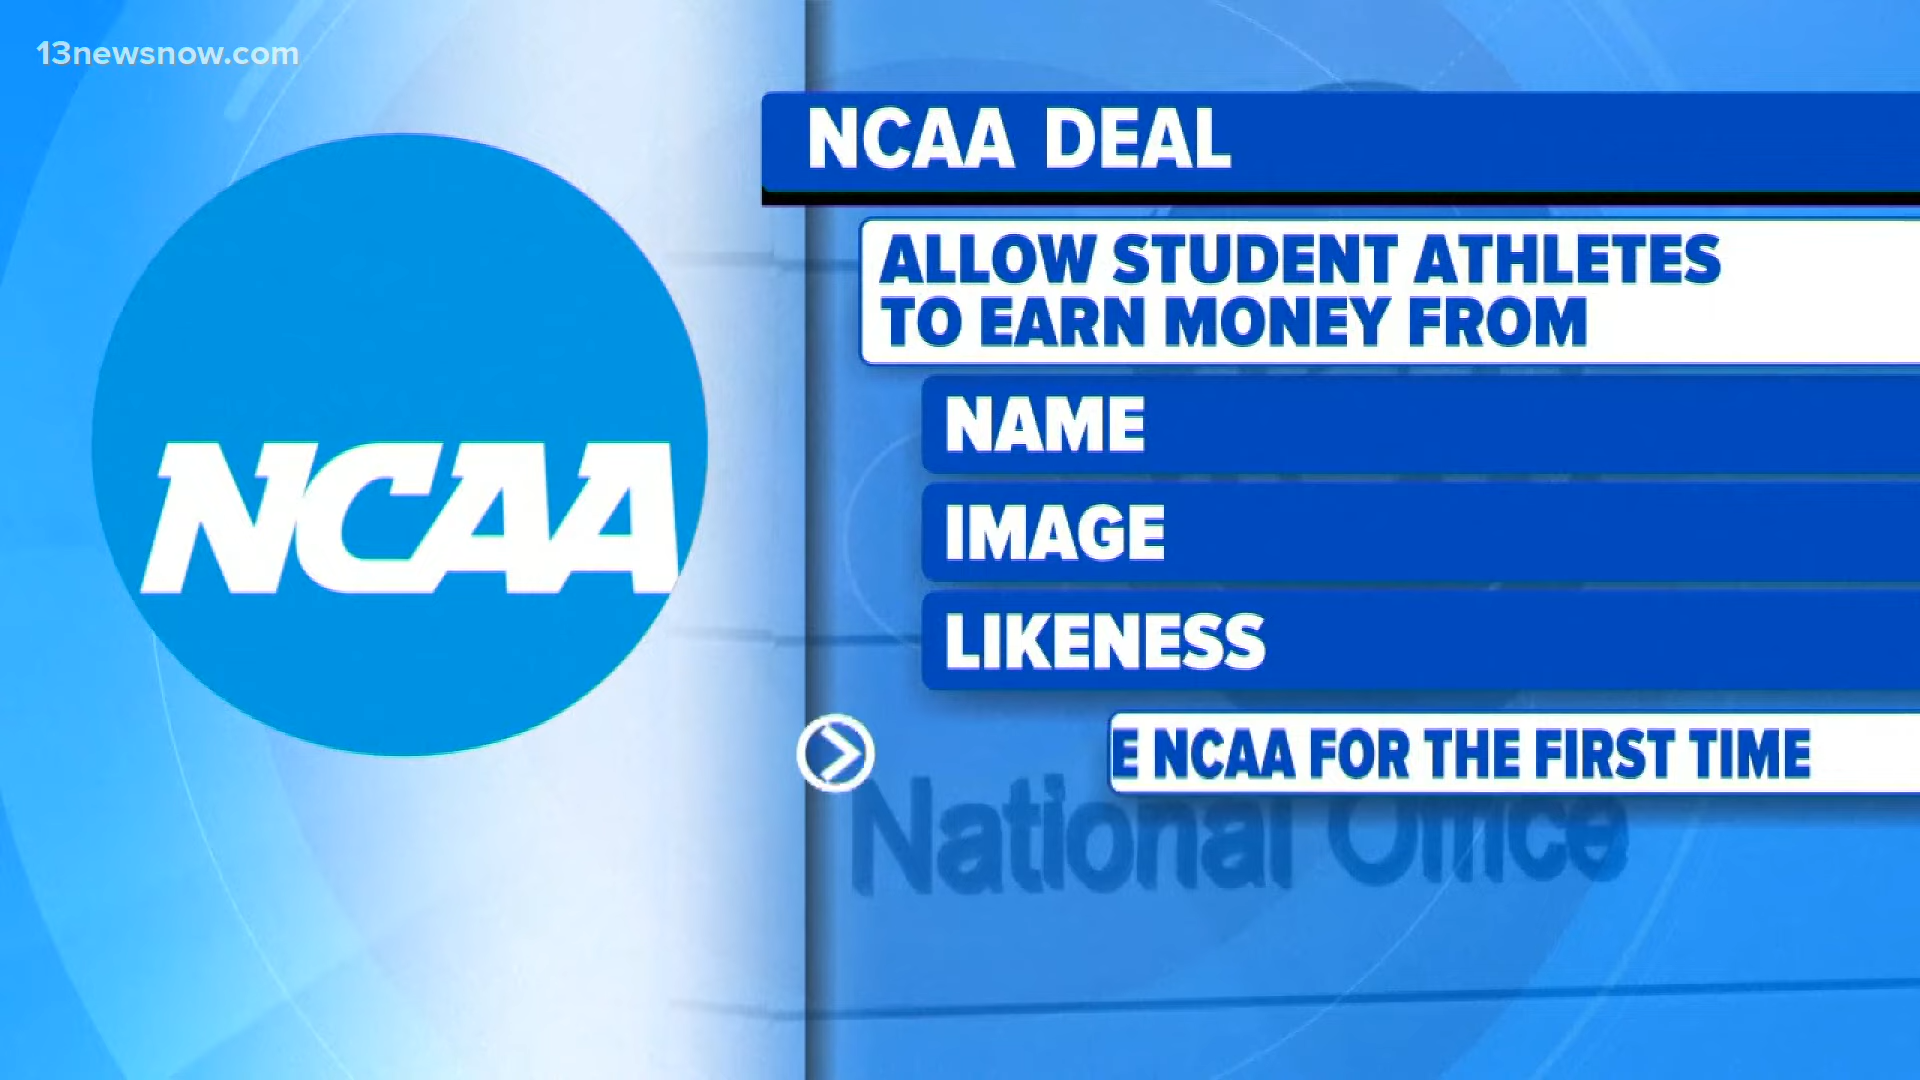 13newsnow.com
NCAA DEAL
ALLOW STUDENT ATHLETES
TO EARN MONEY FROM
NAME
IMAGE
LIKENESS
E NCAA FOR THE FIRST TIME
NCAA
National Office